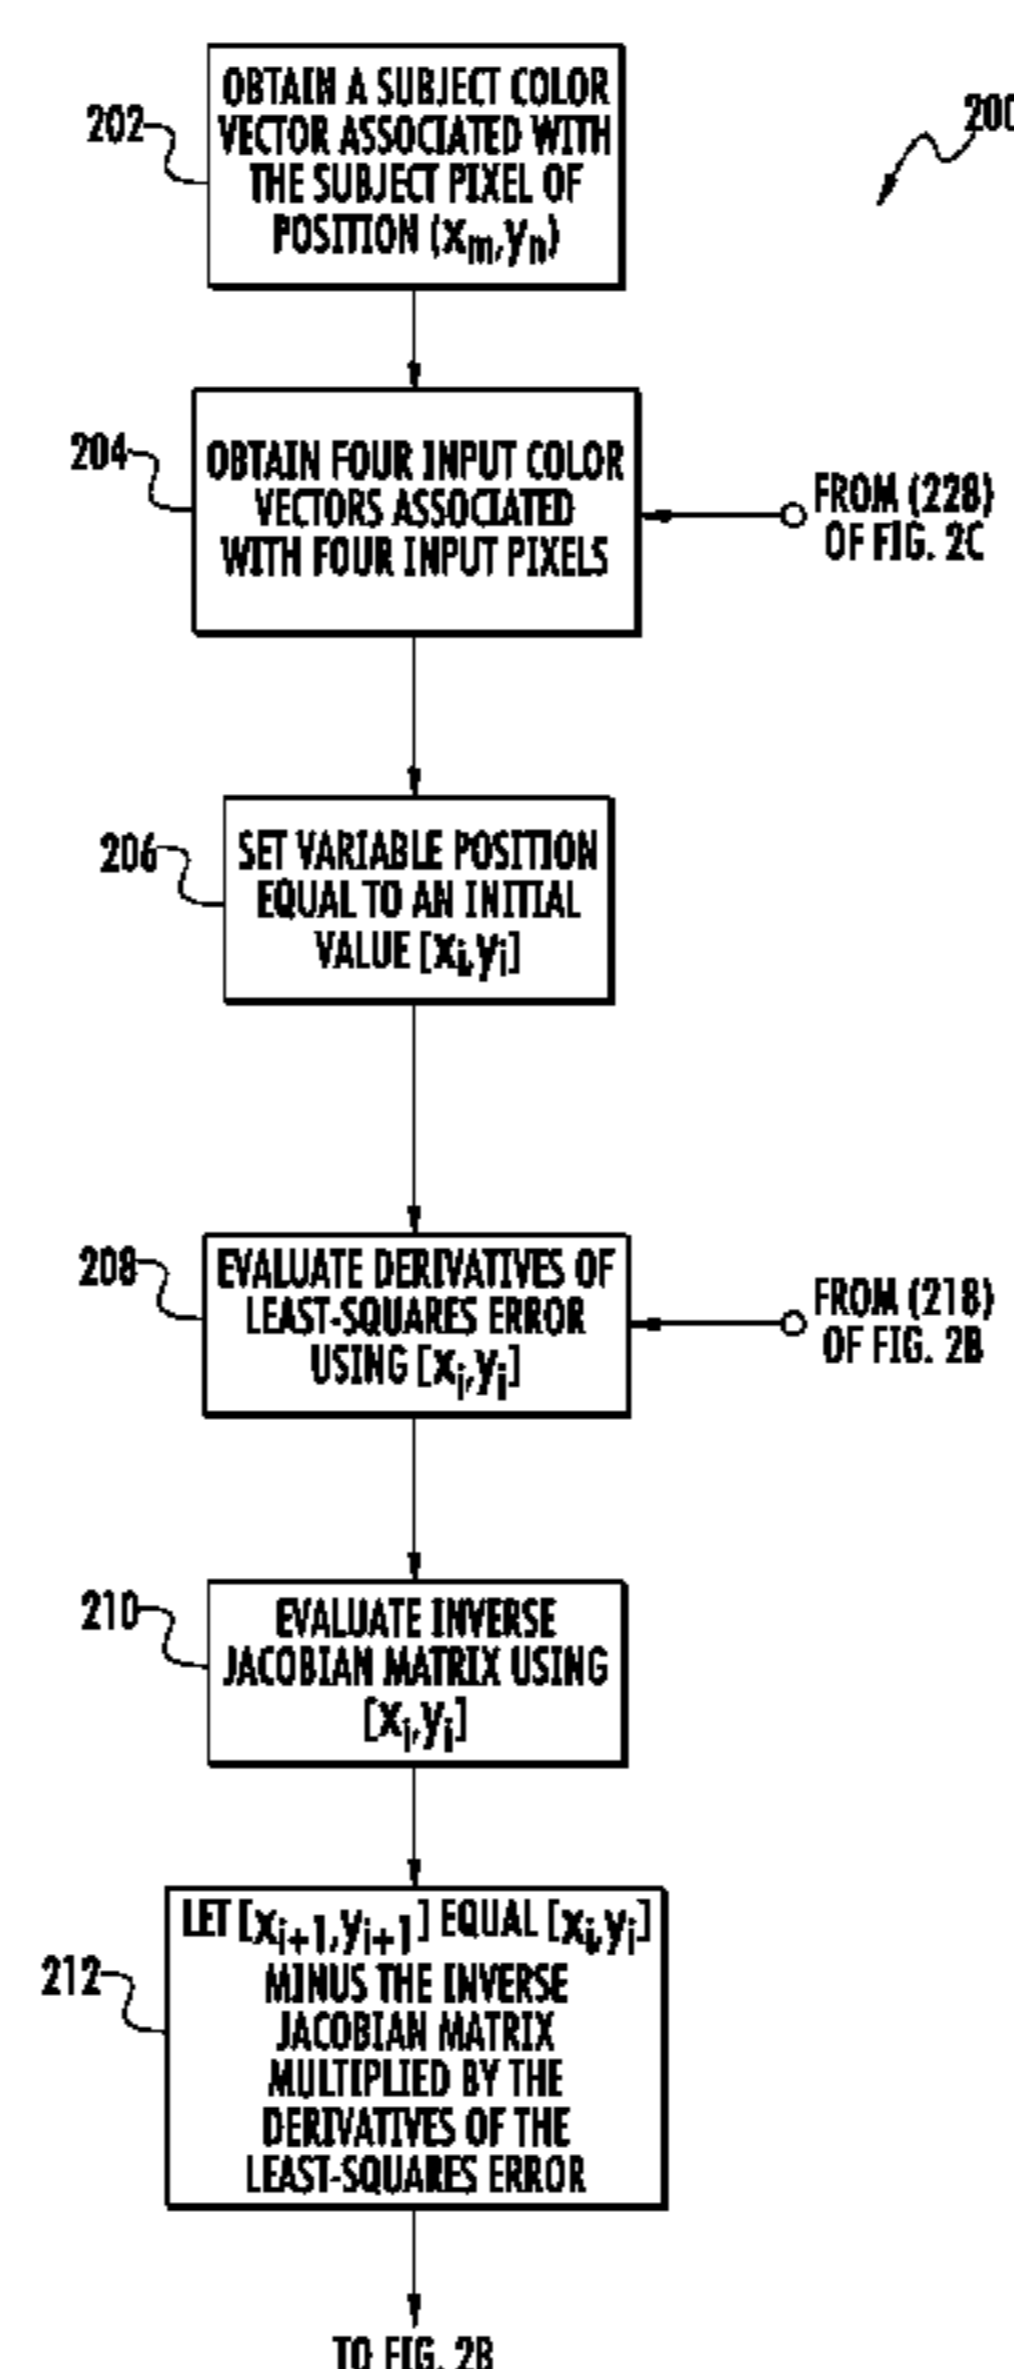 200
202
OBTAIN A SUBJECT COLOR
VECTOR ASSOCIATED WITH
THE SUBJECT PIXEL OF
POSITION (xm,yn)
204
OBTAIN FOUR INPUT COLOR
VECTORS ASSOCIATED
WITH FOUR INPUT PIXELS
FROM (228)
OF FIG. 2C
206
SET VARIABLE POSITION
EQUAL TO AN INITIAL
VALUE [xi,yi]
208
EVALUATE DERIVATIVES OF
LEAST-SQUARES ERROR
USING [xi,yi]
FROM (218)
OF FIG. 2B
210
EVALUATE INVERSE
JACOBIAN MATRIX USING
[xi,yi]
212
LET [xi+1,yi+1] EQUAL [xi,yi]
MINUS THE INVERSE
JACOBIAN MATRIX
MULTIPLIED BY THE
DERIVATIVES OF THE
LEAST-SQUARES ERROR
TO FIG. 2B